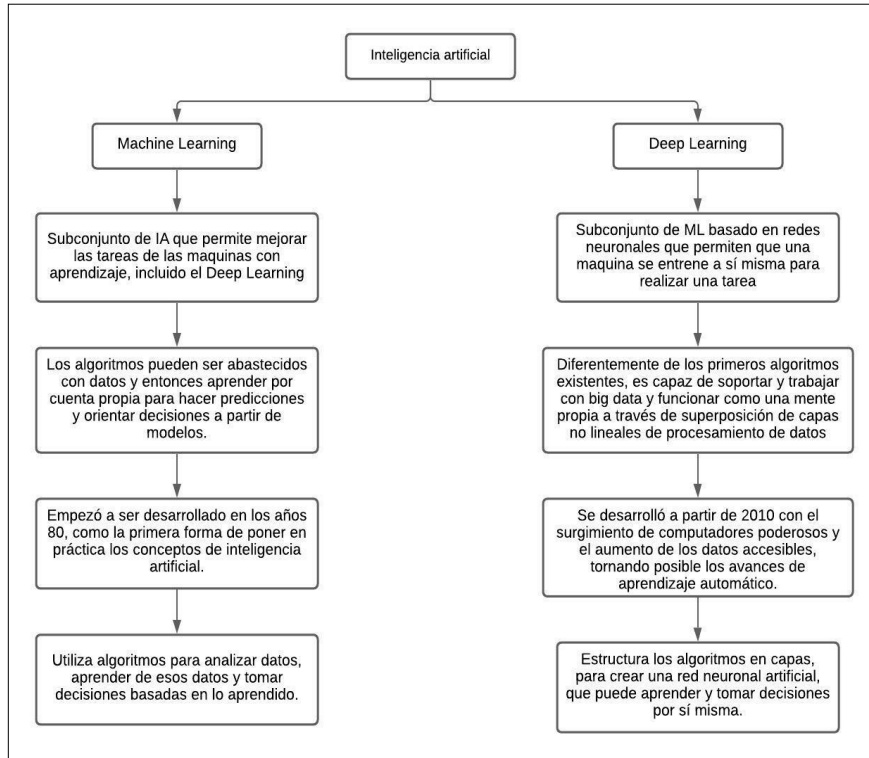 Inteligencia artificial
Machine Learning
Deep Learning
Subconjunto de IA que permite mejorar
las tareas de las maquinas con
aprendizaje, incluido el Deep Learning
Subconjunto de ML basado en redes
neuronales que permiten que una
maquina se entrene a sí misma para
realizar una tarea
Los algoritmos pueden ser abastecidos
con datos y entonces aprender por
cuenta propia para hacer predicciones
y orientar decisiones a partir de
modelos.
Diferentemente de los primeros algoritmos
existentes, es capaz de soportar y trabajar
con big data y funcionar como una mente
propia a través de superposición de capas
no lineales de procesamiento de datos
Empezó a ser desarrollado en los años
80, como la primera forma de poner en
práctica los conceptos de inteligencia
artificial.
Se desarrolló a partir de 2010 con el
surgimiento de computadores poderosos y
el aumento de los datos accesibles,
tornando posible los avances de
aprendizaje automático.
Utiliza algoritmos para analizar datos,
aprender de esos datos y tomar
decisiones basadas en lo aprendido.
Estructura los algoritmos en capas,
para crear una red neuronal artificial,
que puede aprender y tomar decisiones
por sí misma.